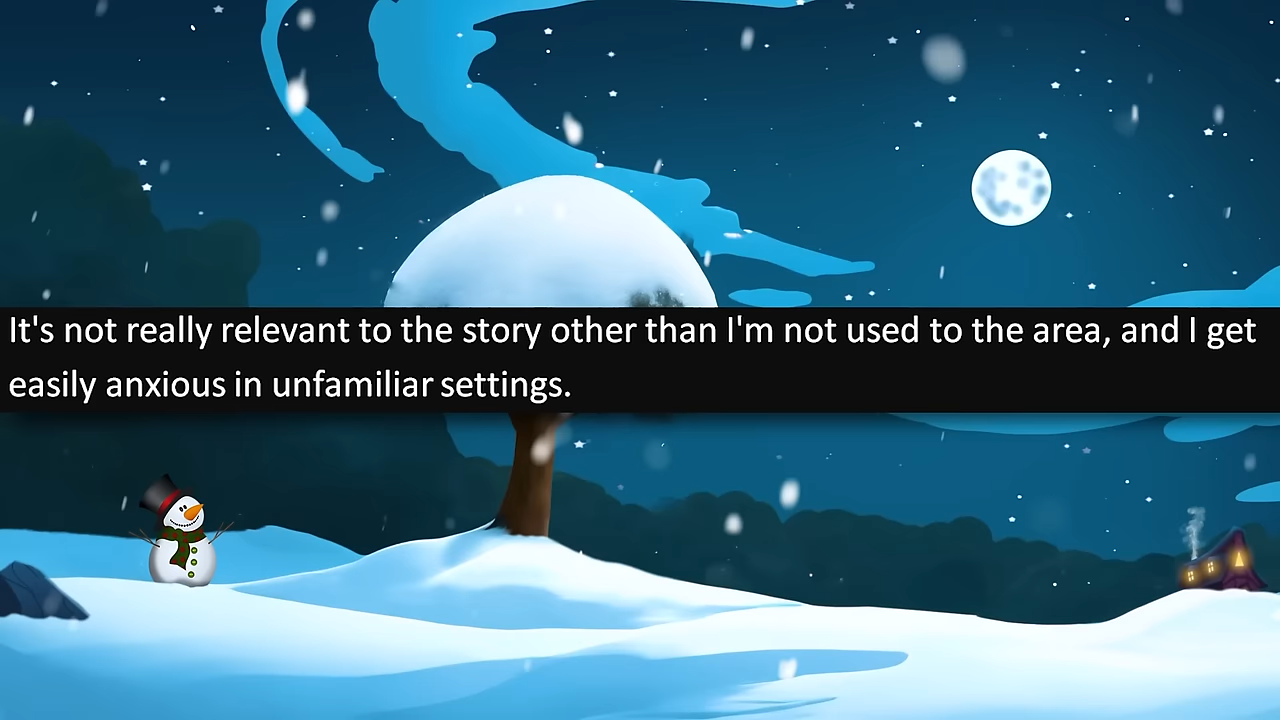 It's not really relevant to the story other than I'm not used to the area, and I get
easily anxious in unfamiliar settings.